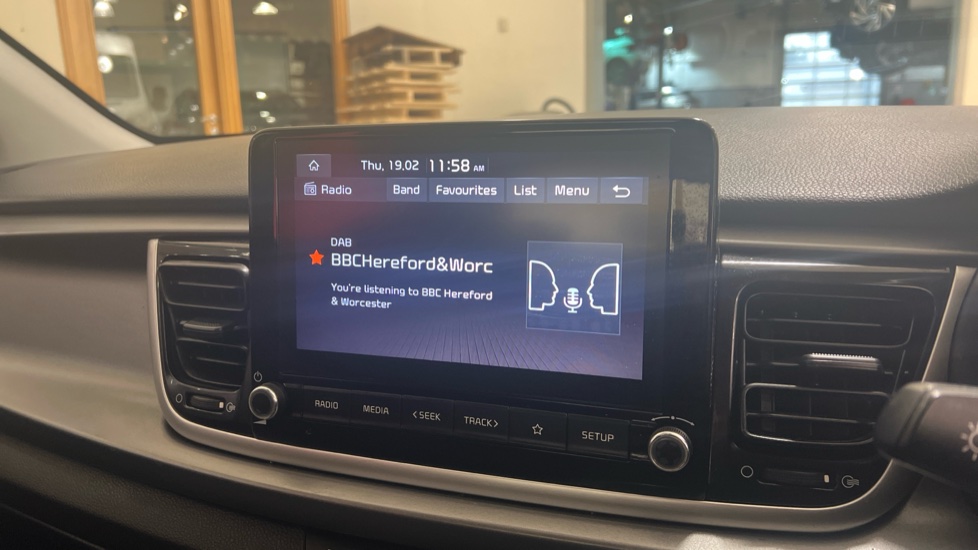 Thu, 19.02 11:58 AM
Radio Band Favourites List Menu
DAB
BBCHereford&Worc
You're listening to BBC Hereford
& Worcester
RADIO MEDIA <SEEK TRACK> SETUP